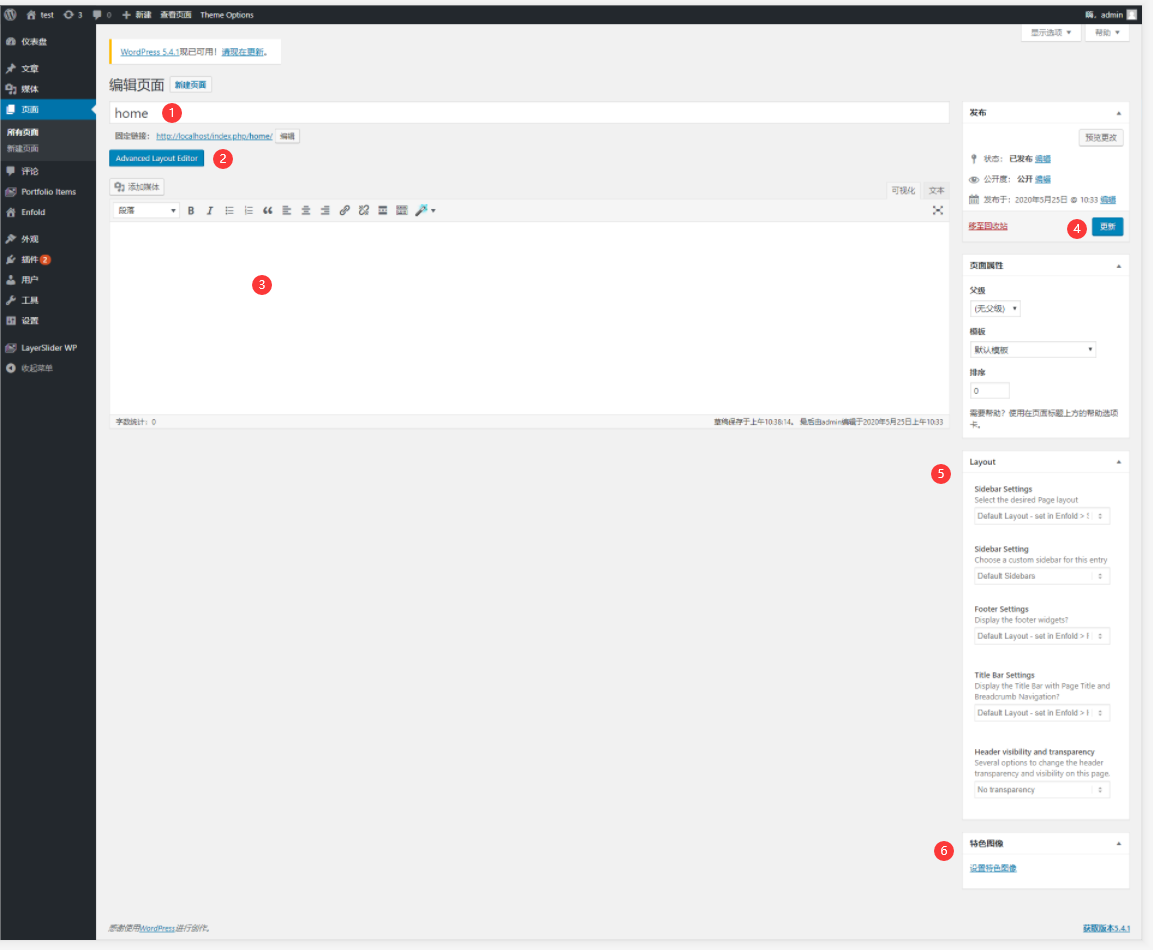 test 3 0 新建 查看页面 Theme Options 嗨，admin
仪表盘
文章
媒体
页面
所有页面
新建页面
评论
Portfolio Items
Enfold
外观
插件 2
用户
工具
设置
LayerSlider WP
收起菜单
显示选项 帮助
WordPress 5.4.1现已可用！请现在更新。
编辑页面 新建页面
home 1
固定链接： http://localhost/index.php/home/ 编辑
Advanced Layout Editor 2
添加媒体
可视化 文本
段落
B I
3
字数统计：0
草稿保存于上午10:38:14。 最后由admin编辑于2020年5月25日上午10:33
发布
预览更改
状态：已发布 编辑
公开度：公开 编辑
发布于：2020年5月25日 @ 10:33 编辑
移至回收站 4 更新
页面属性
父级
(无父级)
模板
默认模板
排序
0
需要帮助？使用在页面标题上方的帮助选项
卡。
Layout
5
Sidebar Settings
Select the desired Page layout
Default Layout - set in Enfold >
Sidebar Setting
Choose a custom sidebar for this entry
Default Sidebars
Footer Settings
Display the footer widgets?
Default Layout - set in Enfold >
Title Bar Settings
Display the Title Bar with Page Title and
Breadcrumb Navigation?
Default Layout - set in Enfold >
Header visibility and transparency
Several options to change the header
transparency and visibility on this page.
No transparency
特色图像
6
设置特色图像
感谢使用WordPress进行创作。
获取版本5.4.1